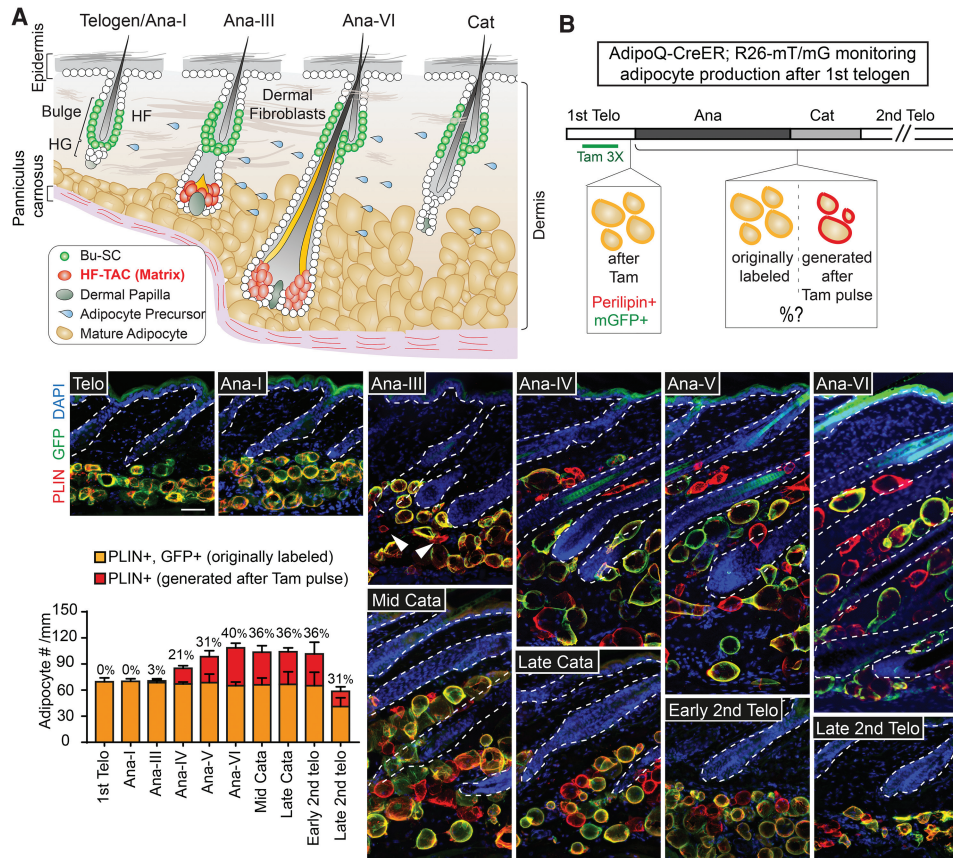 A
Telogen/Ana-I
Ana-III
Ana-VI
Cat
Epidermis
Bulge
HF
HG
Dermal
Fibroblasts
Panniculus
carnosus
Dermis
Bu-SC
HF-TAC (Matrix)
Dermal Papilla
Adipocyte Precursor
Mature Adipocyte
B
AdipoQ-CreER; R26-mT/mG monitoring
adipocyte production after 1st telogen
1st Telo
Ana
Cat
2nd Telo
Tam 3X
after
Tam
Perilipin+
mGFP+
originally
labeled
generated
after
Tam pulse
%?
PLIN GFP DAPI
Telo
Ana-I
Ana-III
Ana-IV
Ana-V
Ana-VI
Mid Cata
Late Cata
Early 2nd Telo
Late 2nd Telo
PLIN+, GFP+ (originally labeled)
PLIN+ (generated after Tam pulse)
Adipocyte # /mm
150
120
90
60
30
0
0%
0%
3%
21%
31%
40%
36%
36%
36%
31%
1st Telo
Ana-I
Ana-III
Ana-IV
Ana-V
Ana-VI
Mid Cata
Late Cata
Early 2nd telo
Late 2nd telo